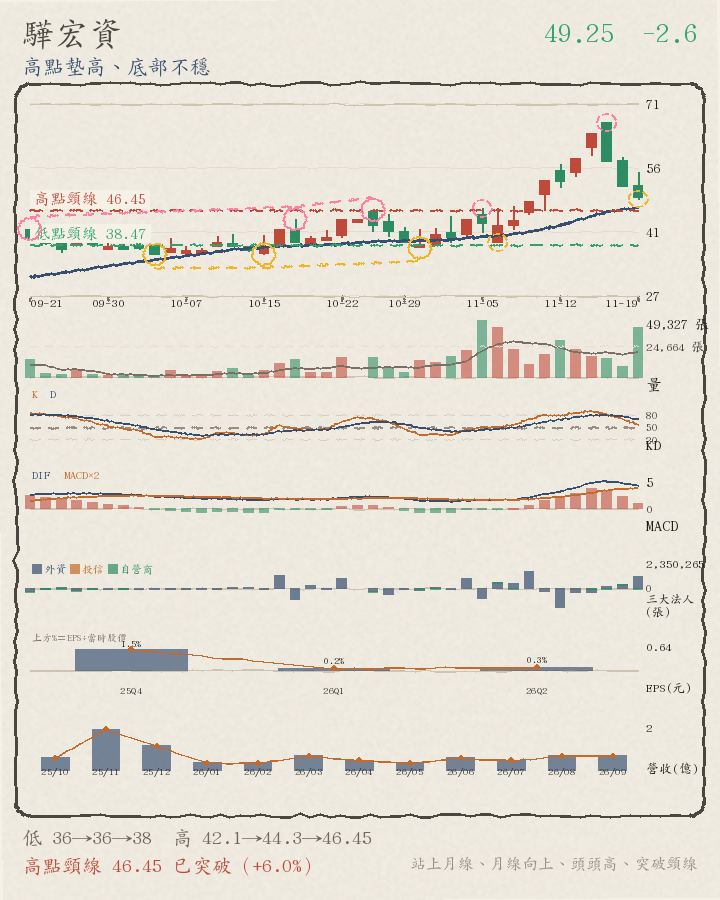 驊宏資
49.25 -2.6
高點墊高、底部不穩
71
56
41
27
高點頸線 46.45
低點頸線 38.47
09-21 09-30 10-07 10-15 10-22 10-29 11-05 11-12 11-19
49,327 張
24,664 張
量
K D
80
50
20
KD
DIF MACD×2
5
0
MACD
外資 投信 自營商
2,350,265
0
三大法人
(張)
上方%=EPS÷當時股價
1.5% 0.2% 0.3%
0.64
25Q4 26Q1 26Q2
EPS(元)
2
25/10 25/11 25/12 26/01 26/02 26/03 26/04 26/05 26/06 26/07 26/08 26/09
營收(億)
低 36→36→38 高 42.1→44.3→46.45
高點頸線 46.45 已突破 (+6.0%)
站上月線、月線向上、頭頭高、突破頸線